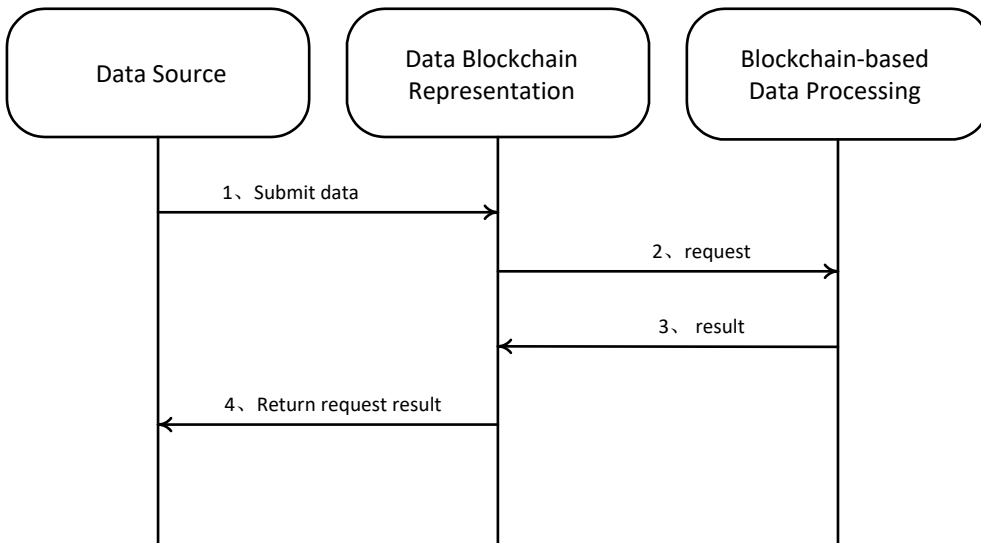 Data Source
Data Blockchain
Representation
Blockchain-based
Data Processing
1、Submit data
2、request
3、 result
4、Return request result